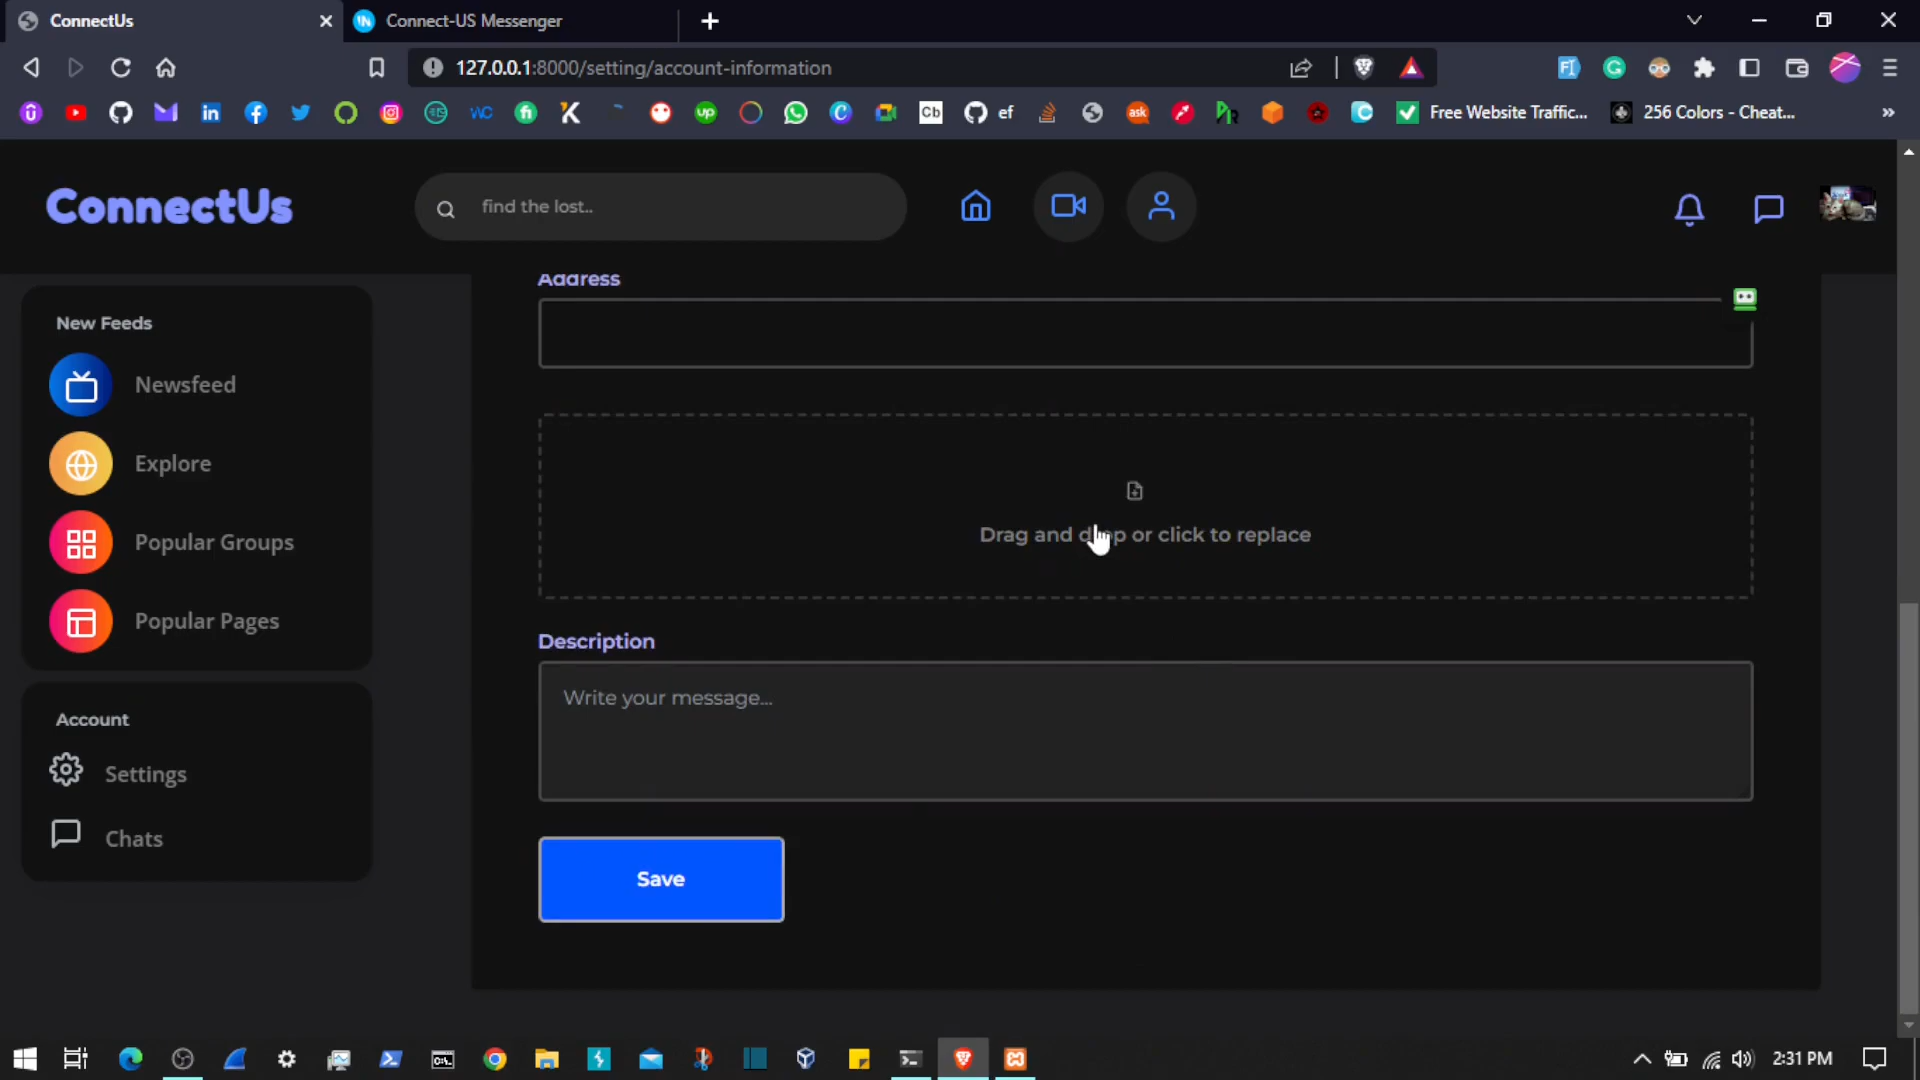 ConnectUs
Connect-US Messenger
127.0.0.1:8000/setting/account-information
ef
Free Website Traffic...
256 Colors - Cheat...
ConnectUs
find the lost..
New Feeds
Newsfeed
Explore
Popular Groups
Popular Pages
Account
Settings
Chats
Address
Drag and drop or click to replace
Description
Write your message...
Save
2:31 PM